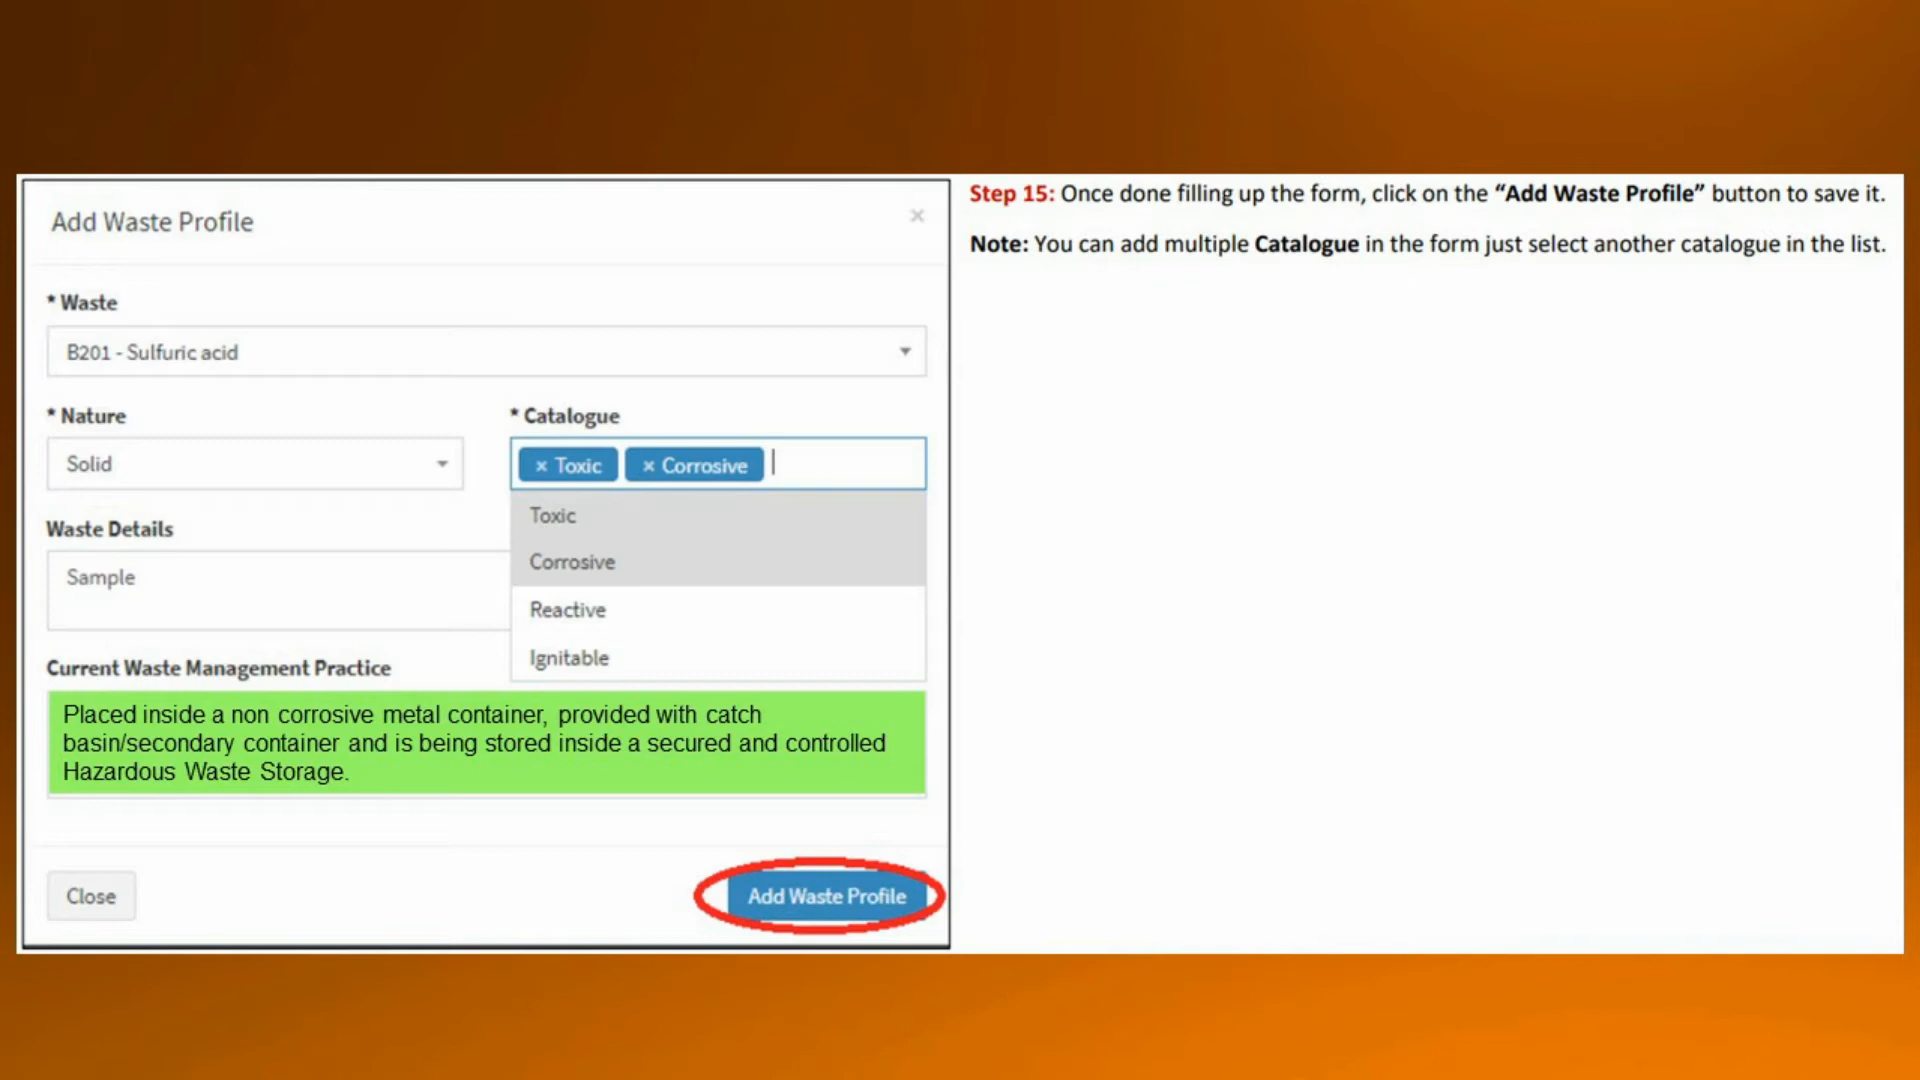 Add Waste Profile ×
* Waste
B201 - Sulfuric acid
* Nature
Solid
* Catalogue
× Toxic × Corrosive
Toxic
Corrosive
Reactive
Ignitable
Waste Details
Sample
Current Waste Management Practice
Placed inside a non corrosive metal container, provided with catch
basin/secondary container and is being stored inside a secured and controlled
Hazardous Waste Storage.
Close
Add Waste Profile
Step 15: Once done filling up the form, click on the “Add Waste Profile” button to save it.
Note: You can add multiple Catalogue in the form just select another catalogue in the list.